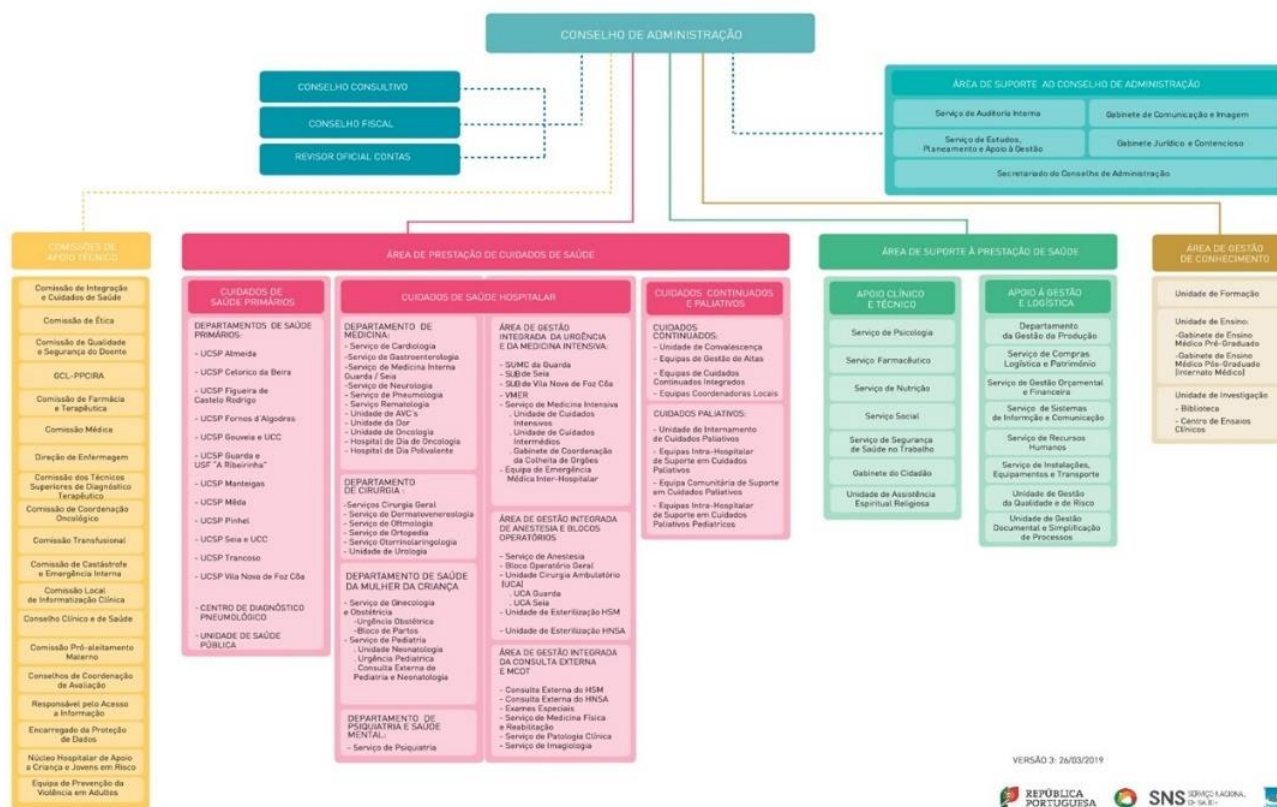 CONSELHO DE ADMINISTRAÇÃO
CONSELHO CONSULTIVO
CONSELHO FISCAL
REVISOR OFICIAL CONTAS
ÁREA DE SUPORTE AO CONSELHO DE ADMINISTRAÇÃO
Serviço de Auditoria Interna
Gabinete de Comunicação e Imagem
Serviço de Estudos,
Planeamento e Apoio à Gestão
Gabinete Jurídico e Contencioso
Secretariado do Conselho de Administração
COMISSÕES DE
APOIO TÉCNICO
Comissão de Integração
e Cuidados de Saúde
Comissão de Ética
Comissão de Qualidade
e Segurança do Doente
GCL-PPCIRA
Comissão de Farmácia
e Terapêutica
Comissão Médica
Direção de Enfermagem
Comissão dos Técnicos
Superiores de Diagnóstico
Terapêutico
Comissão de Coordenação
Oncológico
Comissão Transfusional
Comissão de Castástrofe
e Emergência Interna
Comissão Local
de Informatização Clínica
Conselho Clínico e de Saúde
Comissão Pró-aleitamento
Materno
Conselhos de Coordenação
de Avaliação
Responsável pelo Acesso
a Informação
Encarregado da Proteção
de Dados
Núcleo Hospitalar de Apoio
a Criança e Jovens em Risco
Equipa de Prevenção da
Violência em Adultos
ÁREA DE PRESTAÇÃO DE CUIDADOS DE SAÚDE
CUIDADOS DE
SAÚDE PRIMÁRIOS
DEPARTAMENTOS DE SAÚDE
PRIMÁRIOS:
- UCSP Almeida
- UCSP Celorico da Beira
- UCSP Figueira de
Castelo Rodrigo
- UCSP Fornos d'Algodres
- UCSP Gouveia e UCC
- UCSP Guarda e
USF "A Ribeirinha"
- UCSP Manteigas
- UCSP Mêda
- UCSP Pinhel
- UCSP Seia e UCC
- UCSP Trancoso
- UCSP Vila Nova de Foz Côa
- CENTRO DE DIAGNÓSTICO
PNEUMOLÓGICO
- UNIDADE DE SAÚDE
PÚBLICA
CUIDADOS DE SAÚDE HOSPITALAR
DEPARTAMENTO DE
MEDICINA:
- Serviço de Cardiologia
-Serviço de Gastroenterologia
- Serviço de Medicina Interna
Guarda / Seia
-Serviço de Neurologia
- Serviço de Pneumologia
- Serviço Rematologia
- Unidade de AVC's
- Unidade da Dor
- Unidade de Oncologia
- Hospital de Dia de Oncologia
- Hospital de Dia Polivalente
DEPARTAMENTO
DE CIRURGIA :
-Serviços Cirurgia Geral
- Serviço de Dermatovenereologia
- Serviço de Oftmologia
- Serviço de Ortopedia
- Serviço Otorrinolaringologia
- Unidade de Urologia
DEPARTAMENTO DE SAÚDE
DA MULHER DA CRIANÇA
- Serviço de Ginecologia
e Obstétrícia
-Urgência Obstétrica
-Bloco de Partos
- Serviço de Pediatria
. Unidade Neonatologia
. Urgência Pediatrica
. Consulta Externa de
Pediatria e Neonatologia
DEPARTAMENTO DE
PSIQUIATRIA E SAÚDE
MENTAL:
- Serviço de Psiquiatria
ÁREA DE GESTÃO
INTEGRADA DA URGÊNCIA
E DA MEDICINA INTENSIVA:
- SUMC da Guarda
- SUB de Seia
- SUB de Vila Nova de Foz Côa
- VMER
- Serviço de Medicina Intensiva
. Unidade de Cuidados
Intensivos
. Unidade de Cuidados
Intermédios
. Gabinete de Coordenação
da Colheita de Orgões
- Equipa de Emergência
Médica Inter-Hospitalar
ÁREA DE GESTÃO INTEGRADA
DE ANESTESIA E BLOCOS
OPERATÓRIOS
- Serviço de Anestesia
- Bloco Operatório Geral
- Unidade Cirurgia Ambulatório
(UCA)
. UCA Guarda
. UCA Seia
- Unidade de Esterilização HSM
- Unidade de Esterilização HNSA
ÁREA DE GESTÃO INTEGRADA
DA CONSULTA EXTERNA
E MCDT
- Consulta Externa do HSM
- Consulta Externa do HNSA
- Exames Especiais
- Serviço de Medicina Física
e Reabilitação
- Serviço de Patologia Clínica
- Serviço de Imagiologia
CUIDADOS CONTINUADOS
E PALIATIVOS
CUIDADOS
CONTINUADOS:
- Unidade de Convalescença
- Equipas de Gestão de Altas
- Equipas de Cuidados
Continuados Integrados
- Equipas Coordenadoras Locais
CUIDADOS PALIATIVOS:
- Unidade de Internamento
de Cuidados Paliativos
- Equipas Intra-Hospitalar
de Suporte em Cuidados
Paliativos
- Equipa Comunitária de Suporte
em Cuidados Paliativos
- Equipas Intra-Hospitalar
de Suporte em Cuidados
Paliativos Pediatricos
ÁREA DE SUPORTE À PRESTAÇÃO DE SAÚDE
APOIO CLÍNICO
E TÉCNICO
Serviço de Psicologia
Serviço Farmacêutico
Serviço de Nutrição
Serviço Social
Serviço de Segurança
de Saúde no Trabalho
Gabinete do Cidadão
Unidade de Assistência
Espiritual Religiosa
APOIO Á GESTÃO
E LOGÍSTICA
Departamento
da Gestão da Produção
Serviço de Compras
Logística e Património
Serviço de Gestão Orçamental
e Financeira
Serviço de Sistemas
de Informção e Comunicação
Serviço de Recursos
Humanos
Serviço de Instalações,
Equipamentos e Transporte
Unidade de Gestão
da Qualidade e de Risco
Unidade de Gestão
Documental e Simplificação
de Processos
ÁREA DE GESTÃO
DE CONHECIMENTO
Unidade de Formação
Unidade de Ensino:
-Gabinete de Ensino
Médico Pré-Graduado
-Gabinete de Ensino
Médico Pós-Graduado
(Internato Médico)
Unidade de Investigação
- Biblioteca
- Centro de Ensaios
Clínicos
VERSÃO 3: 26/03/2019
REPÚBLICA
PORTUGUESA
SNS SERVIÇO NACIONAL
DE SAÚDE